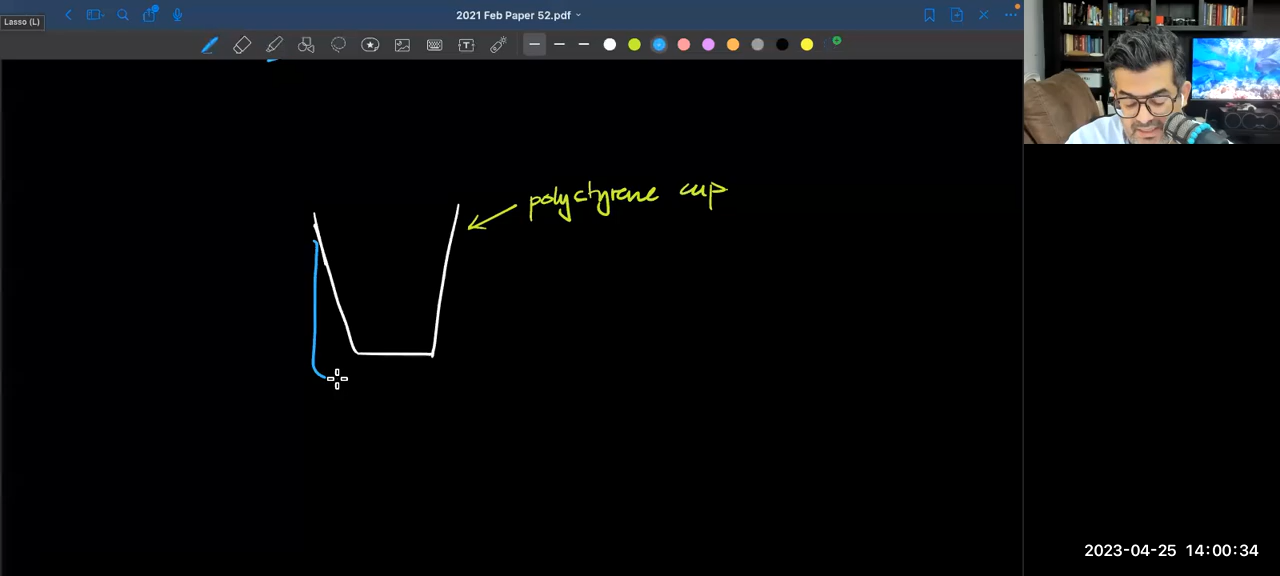 2021 Feb Paper 52.pdf
Lasso (L)
polystyrene cup
2023-04-25 14:00:34